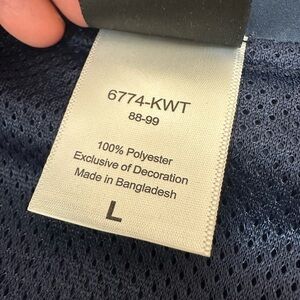 6774-KWT
88-99
100% Polyester
Exclusive of Decoration
Made in Bangladesh
L